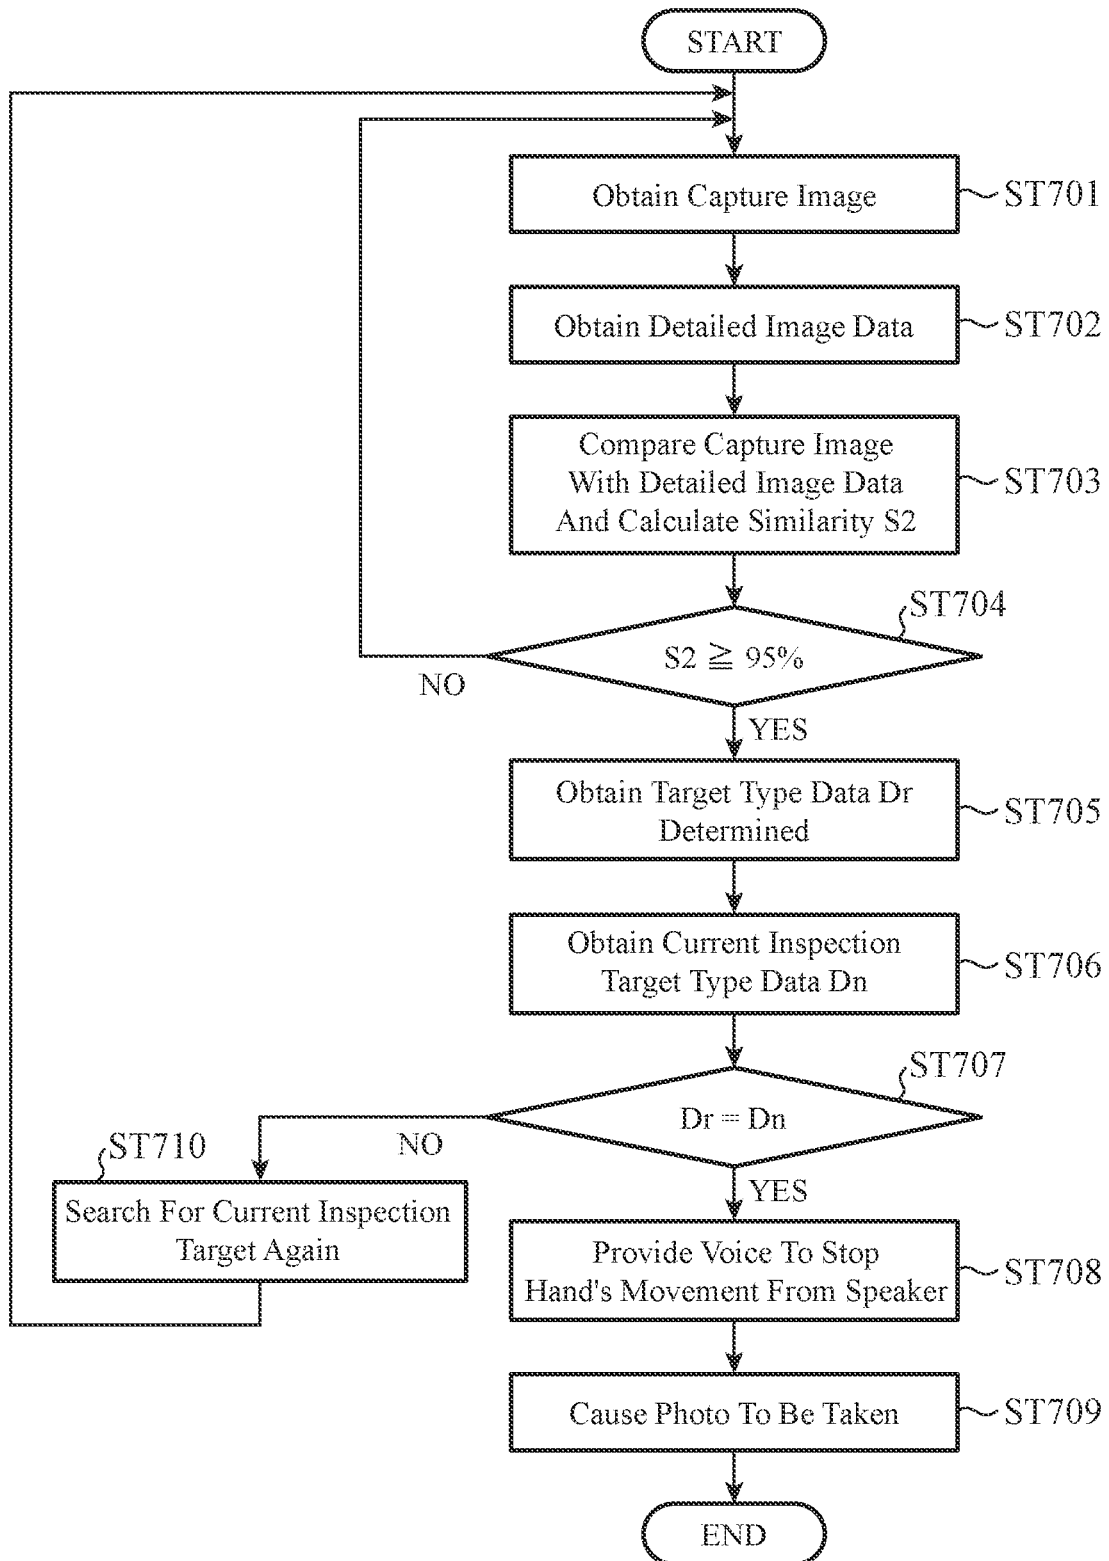 START
Obtain Capture Image
ST701
Obtain Detailed Image Data
ST702
Compare Capture Image
With Detailed Image Data
And Calculate Similarity S2
ST703
ST704
S2 ≧ 95%
NO
YES
Obtain Target Type Data Dr
Determined
ST705
Obtain Current Inspection
Target Type Data Dn
ST706
ST707
Dr = Dn
NO
YES
ST710
Search For Current Inspection
Target Again
Provide Voice To Stop
Hand's Movement From Speaker
ST708
Cause Photo To Be Taken
ST709
END